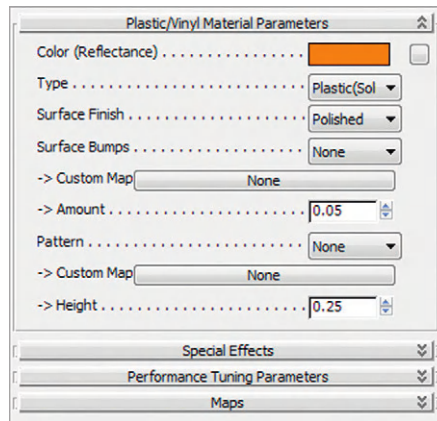 Plastic/Vinyl Material Parameters
Color (Reflectance) . . . . . . . . . . . . . . . . .
Type . . . . . . . . . . . . . . . . . . . . . . . . . . Plastic(Sol
Surface Finish . . . . . . . . . . . . . . . . . . . . Polished
Surface Bumps . . . . . . . . . . . . . . . . . . . None
-> Custom Map None
-> Amount . . . . . . . . . . . . . . . . . . . . . . 0.05
Pattern . . . . . . . . . . . . . . . . . . . . . . . . None
-> Custom Map None
-> Height . . . . . . . . . . . . . . . . . . . . . . . 0.25
Special Effects
Performance Tuning Parameters
Maps